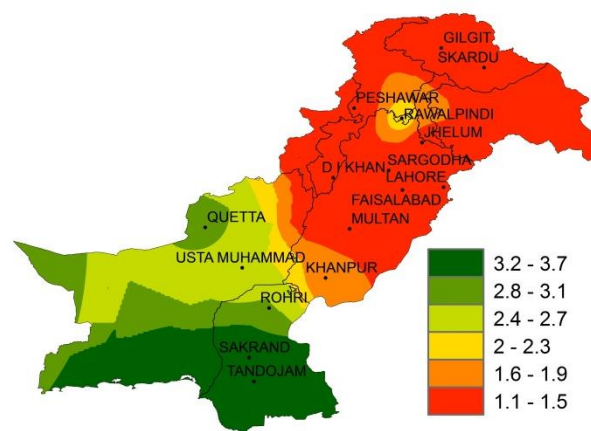 GILGIT
SKARDU
PESHAWAR
RAWALPINDI
JHELUM
D I KHAN
SARGODHA
LAHORE
FAISALABAD
MULTAN
QUETTA
USTA MUHAMMAD
KHANPUR
ROHRI
SAKRAND
TANDOJAM
3.2 - 3.7
2.8 - 3.1
2.4 - 2.7
2 - 2.3
1.6 - 1.9
1.1 - 1.5